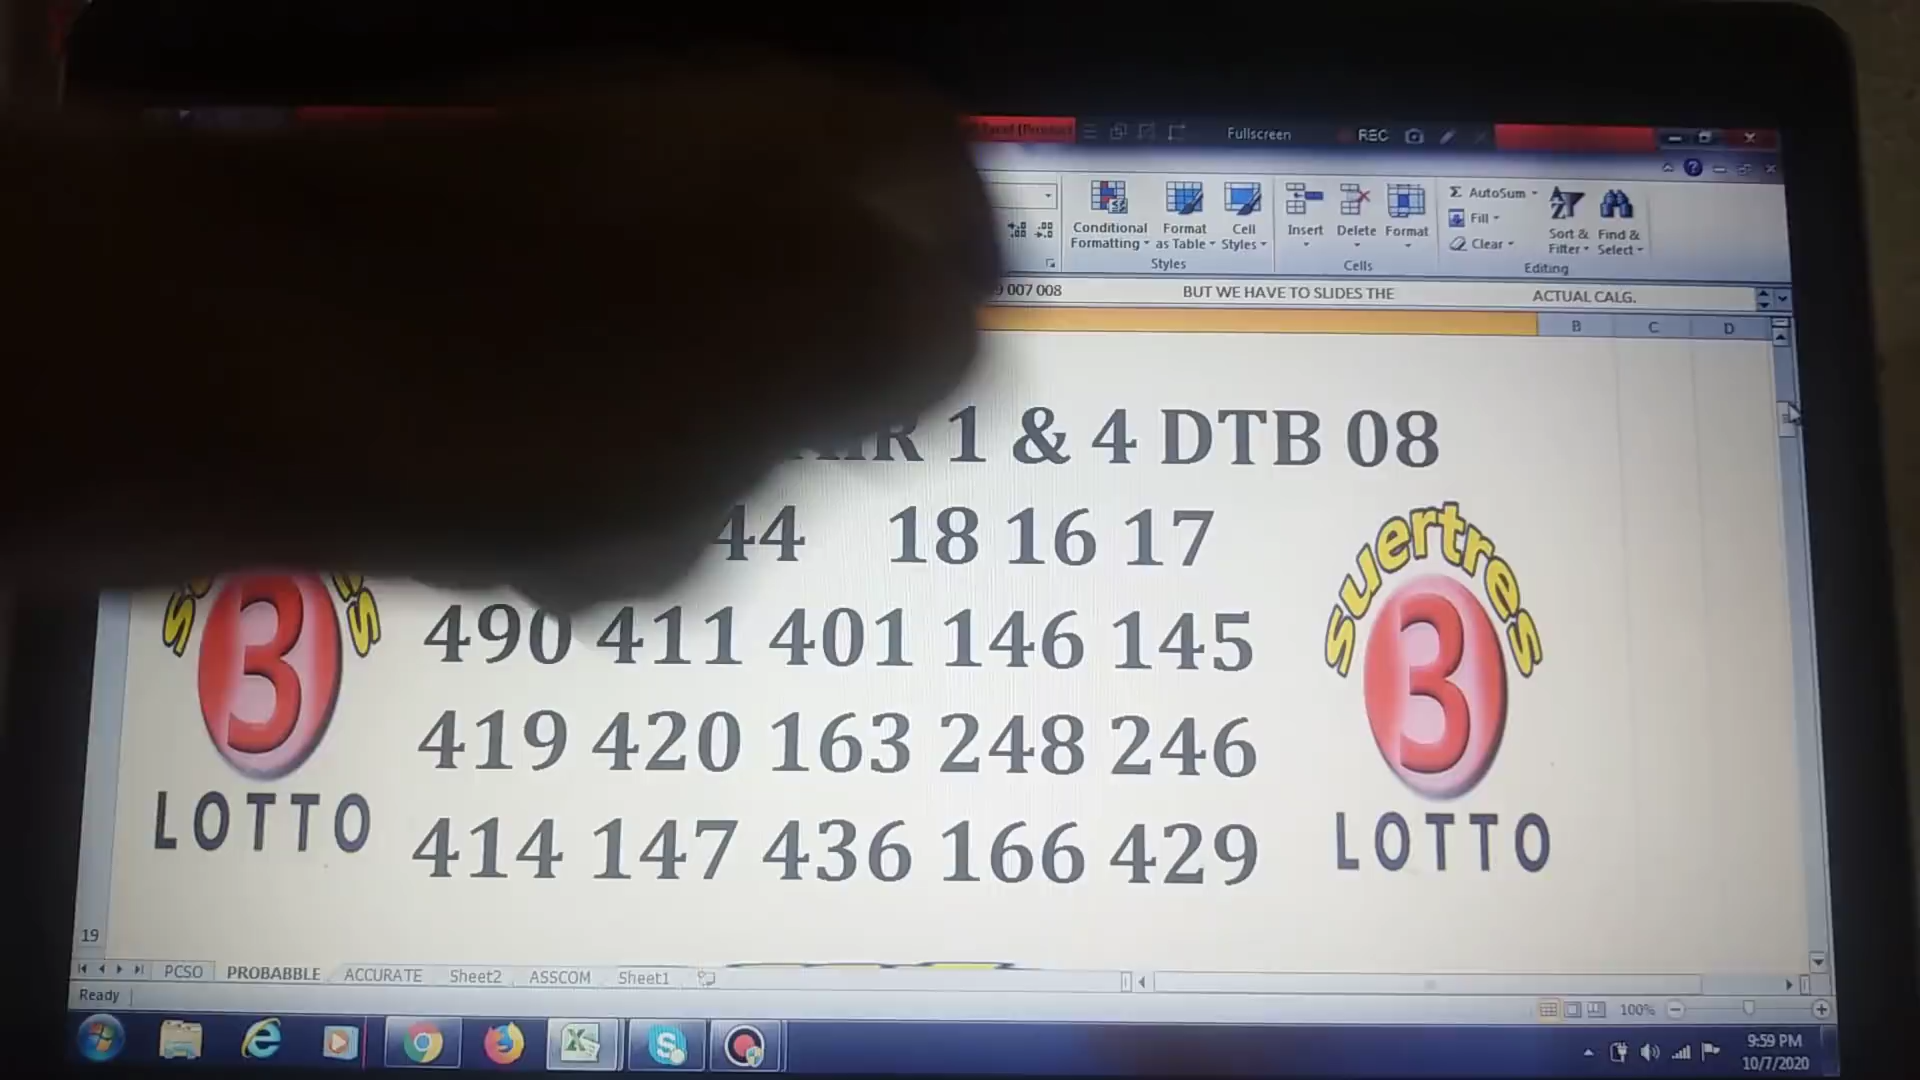 Fullscreen REC
AutoSum
Fill
Clear
Conditional Formatting
Format as Table
Cell Styles
Insert
Delete
Format
Sort & Filter
Find & Select
Styles
Cells
Editing
007 008 BUT WE HAVE TO SLIDES THE ACTUAL CALG.
B C D
1 & 4 DTB 08
44 18 16 17
490 411 401 146 145
419 420 163 248 246
414 147 436 166 429
3
LOTTO
suertres
3
LOTTO
19
PCSO PROBABBLE ACCURATE Sheet2 ASSCOM Sheet1
Ready
100%
9:59 PM
10/7/2020